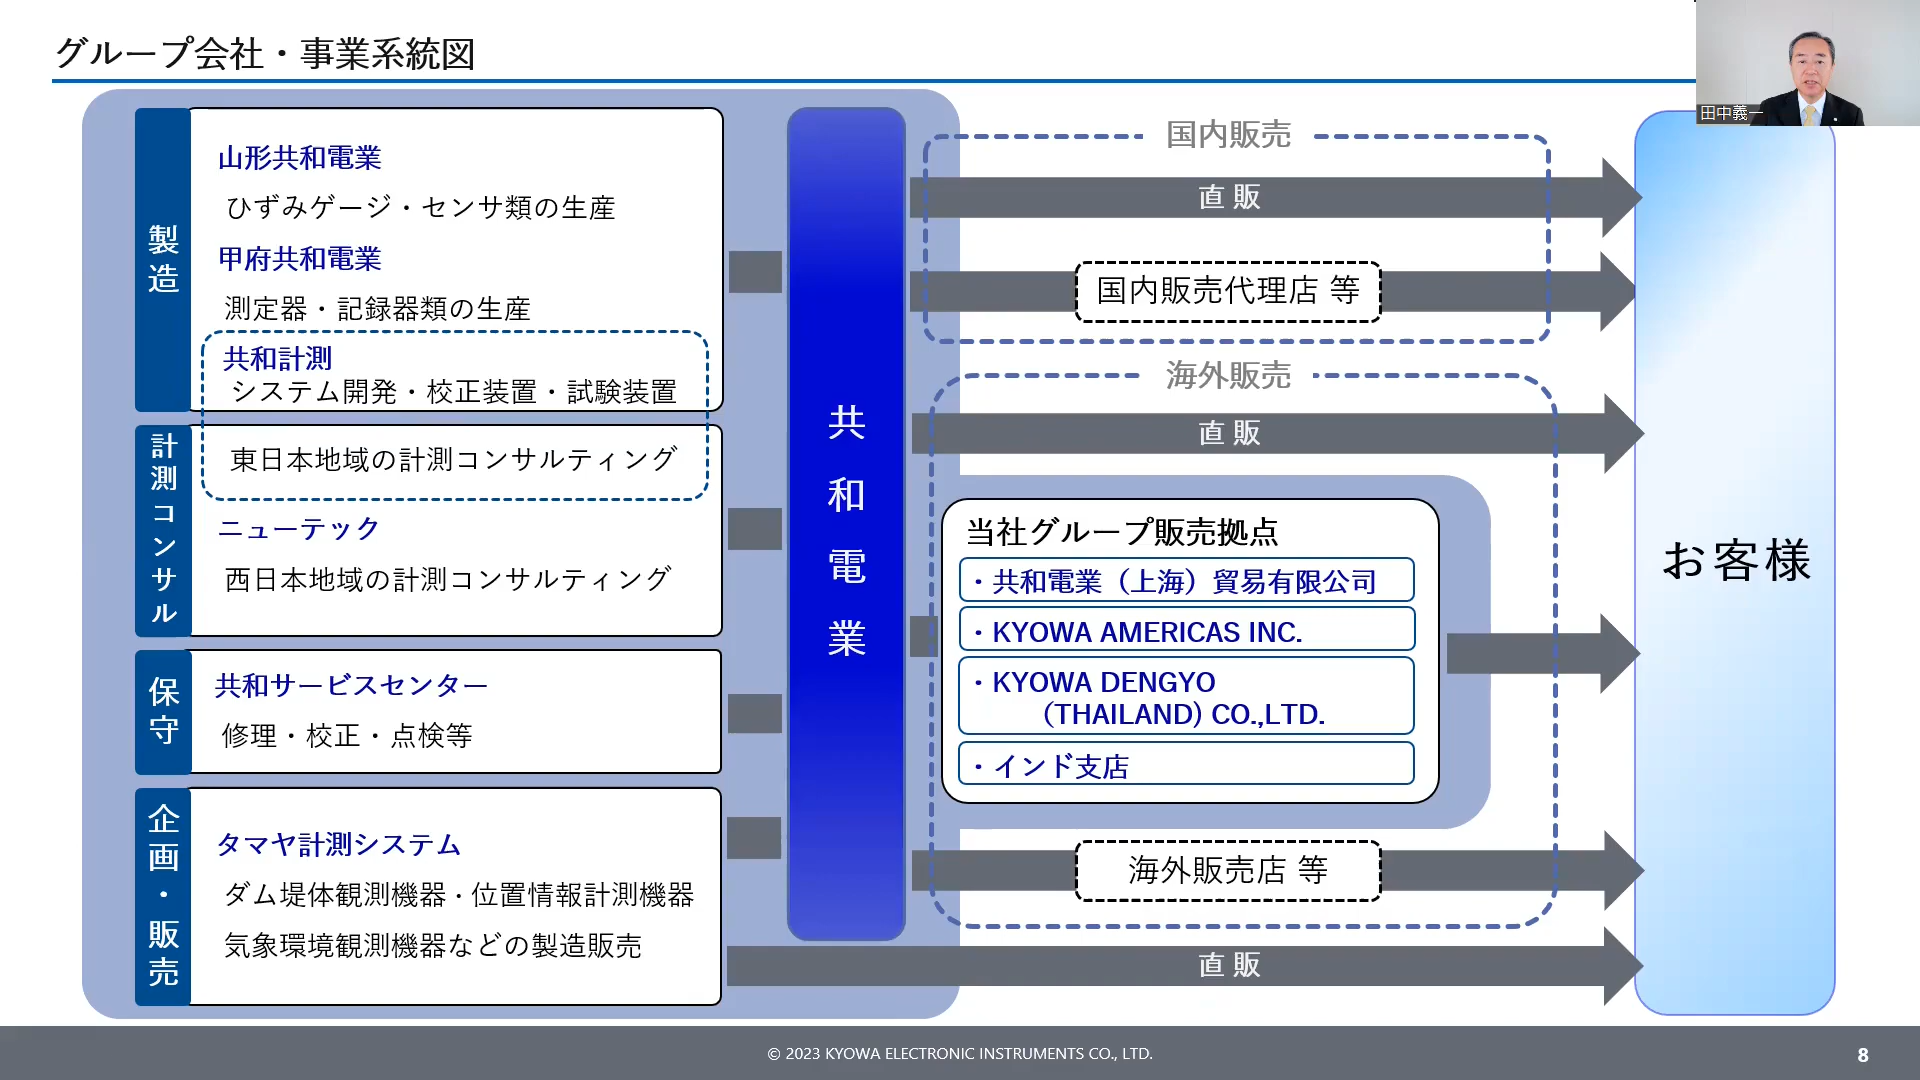 グループ会社・事業系統図
田中義一
製造
山形共和電業
ひずみゲージ・センサ類の生産
甲府共和電業
測定器・記録器類の生産
共和計測
システム開発・校正装置・試験装置
計測コンサル
東日本地域の計測コンサルティング
ニューテック
西日本地域の計測コンサルティング
保守
共和サービスセンター
修理・校正・点検等
企画・販売
タマヤ計測システム
ダム堤体観測機器・位置情報計測機器
気象環境観測機器などの製造販売
共和電業
国内販売
直販
国内販売代理店 等
海外販売
直販
当社グループ販売拠点
・共和電業（上海）貿易有限公司
・KYOWA AMERICAS INC.
・KYOWA DENGYO
（THAILAND) CO.,LTD.
・インド支店
海外販売店 等
直販
お客様
© 2023 KYOWA ELECTRONIC INSTRUMENTS CO., LTD.
8